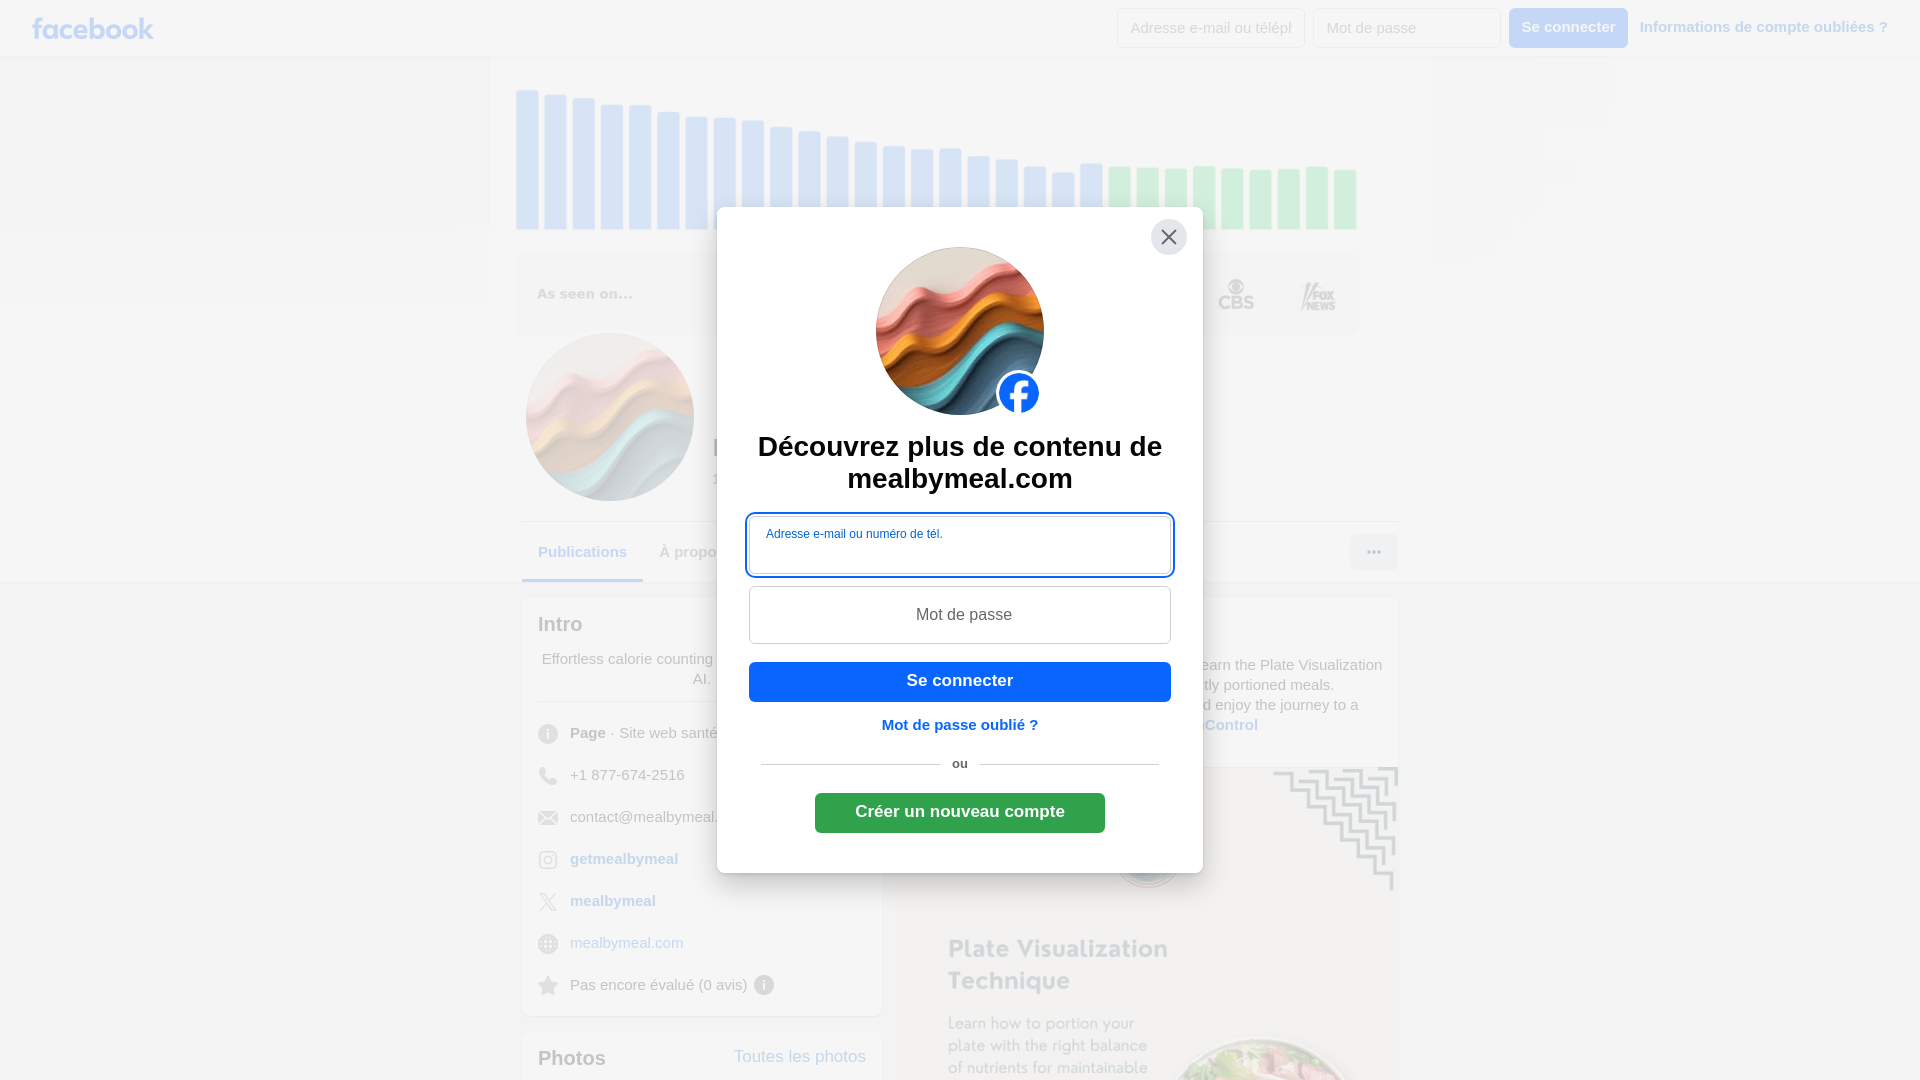 facebook
Adresse e-mail ou téléph
Mot de passe
Se connecter
Informations de compte oubliées ?
As seen on...
CBS
FOX
NEWS
Découvrez plus de contenu de
mealbymeal.com
Adresse e-mail ou numéro de tél.
Mot de passe
Se connecter
Mot de passe oublié ?
ou
Créer un nouveau compte
Publications
À propo
Intro
Effortless calorie counting
AI.
Page · Site web santé
+1 877-674-2516
contact@mealbymeal.
getmealbymeal
mealbymeal
mealbymeal.com
Pas encore évalué (0 avis)
Photos
Toutes les photos
earn the Plate Visualization
tly portioned meals.
d enjoy the journey to a
Control
Plate Visualization
Technique
Learn how to portion your
plate with the right balance
of nutrients for maintainable